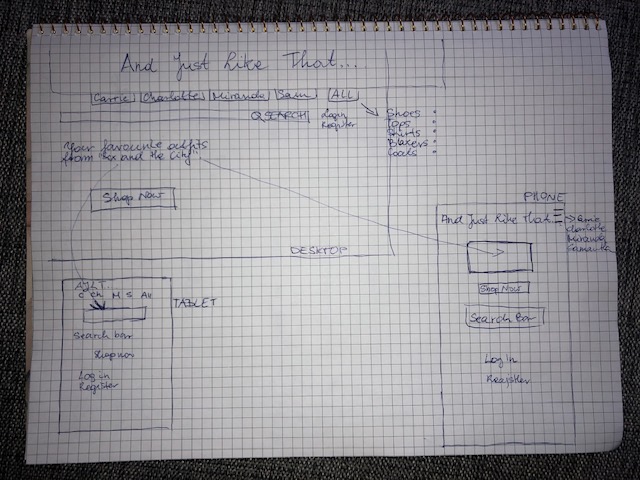 And Just Like That...
Carrie Charlotte Miranda Sam ALL
SEARCH Login
Register
Shoes
Tops
Shirts
Blazers
Coats
Your favourite outfits
from Sex and the City
Shop Now
DESKTOP
PHONE
And Just Like That...
Charlotte
Miranda
Samantha
Shop Now
Search Bar
Log in
Register
TABLET
AJLT...
C Ch M S All
Search bar
Shop now
Log in
Register